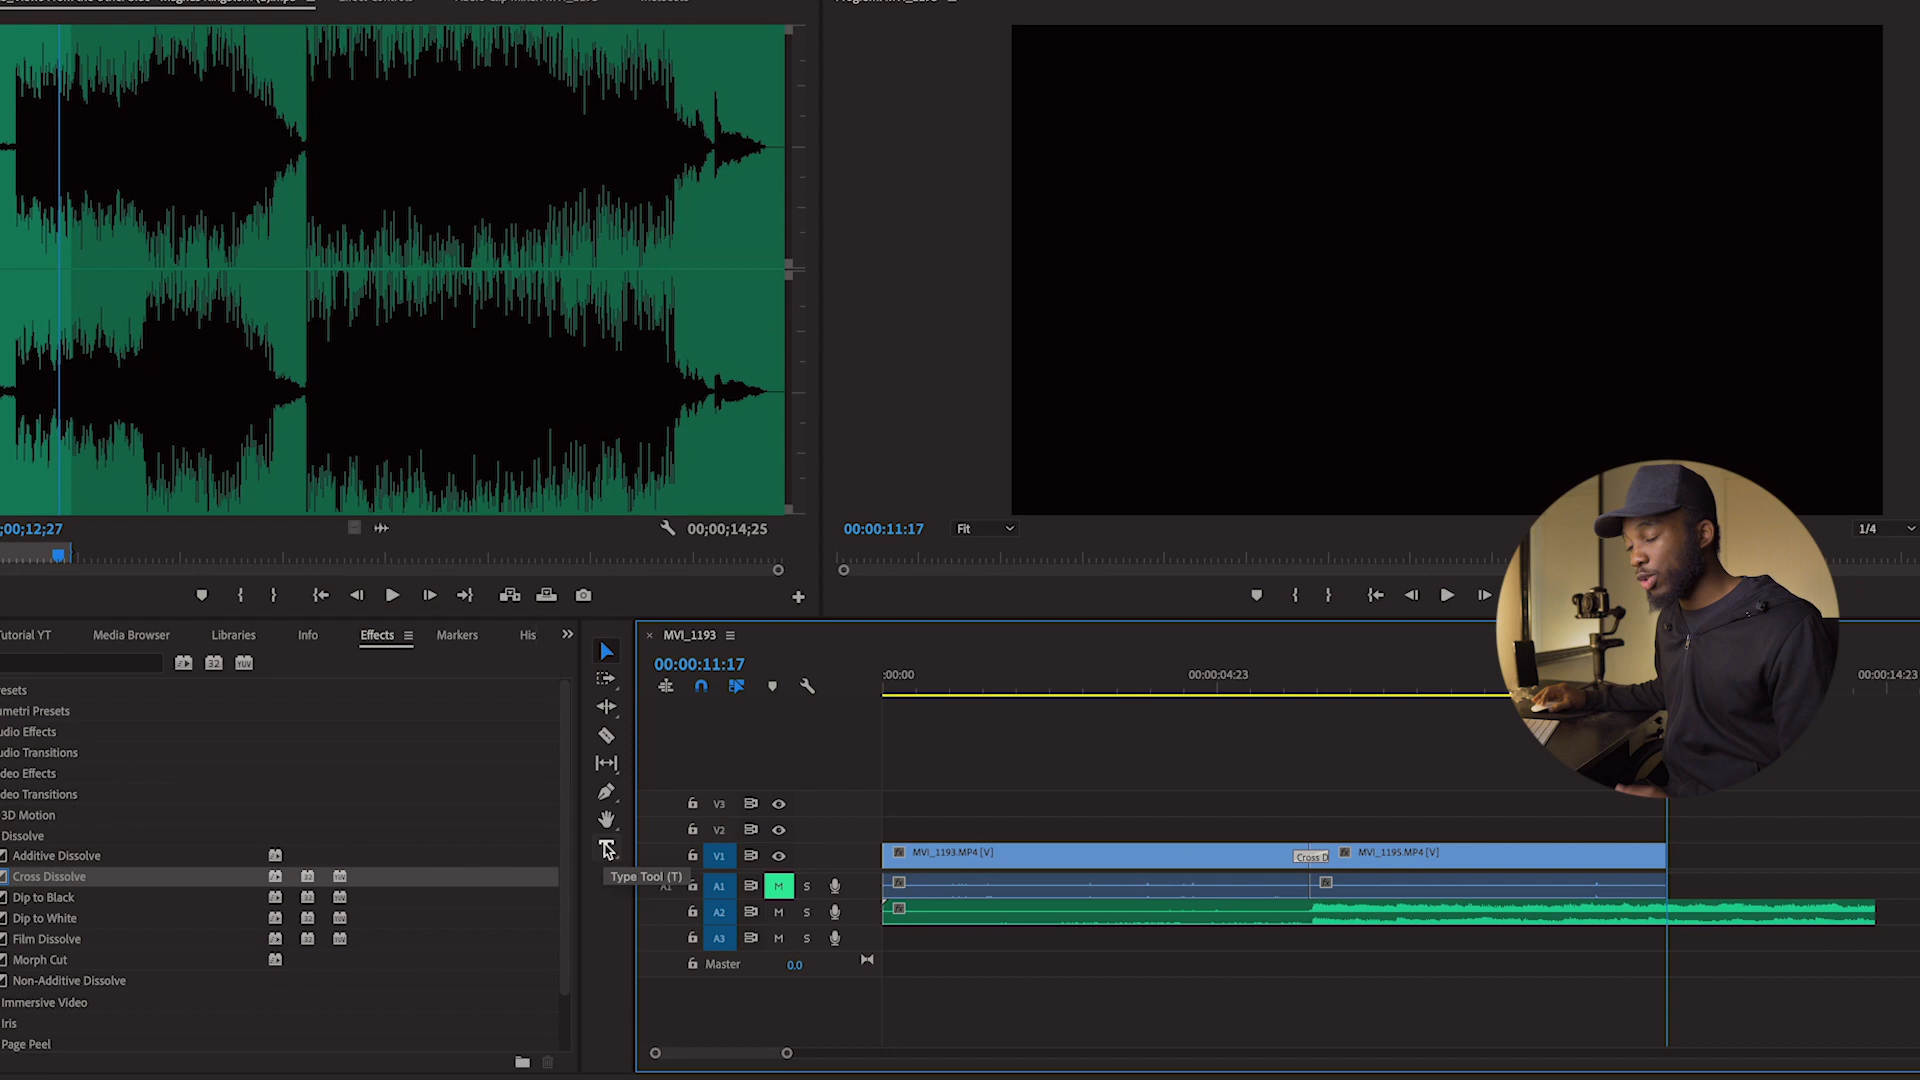 ;00;12;27
00;00;14;25
00:00:11:17
Fit
1/4
Tutorial YT
Media Browser
Libraries
Info
Effects
Markers
His
32
YUV
MVI_1193
00:00:11:17
:00:00
00:00:04:23
00:00:14:23
esets
umetri Presets
udio Effects
udio Transitions
deo Effects
deo Transitions
3D Motion
Dissolve
Additive Dissolve
Cross Dissolve
Dip to Black
Dip to White
Film Dissolve
Morph Cut
Non-Additive Dissolve
Immersive Video
Iris
Page Peel
Type Tool (T)
V3
V2
V1
MVI_1193.MP4 [V]
Cross D
MVI_1195.MP4 [V]
A1
A1
M
S
A2
M
S
A3
M
S
Master
0.0